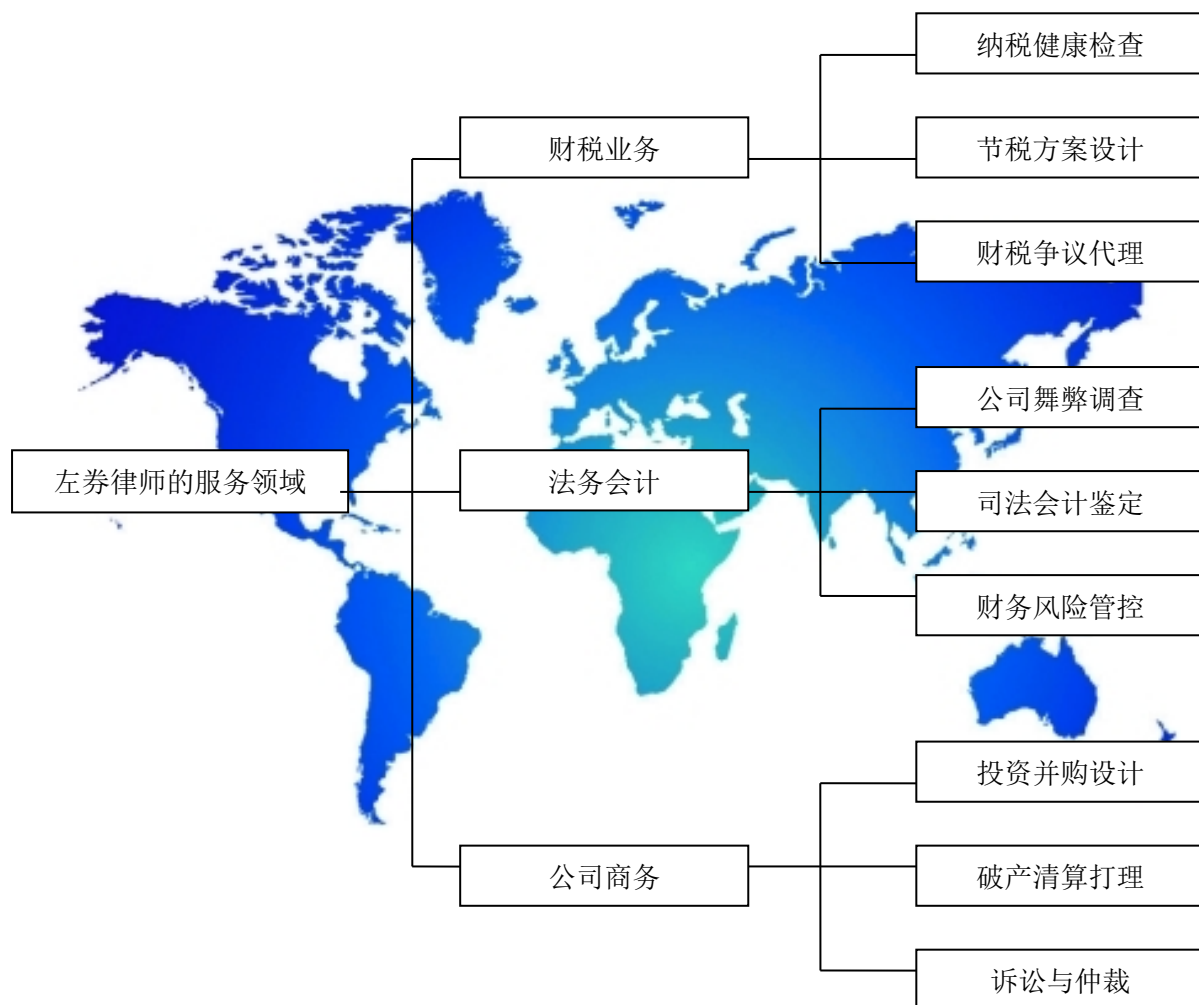 左券律师的服务领域
财税业务
纳税健康检查
节税方案设计
财税争议代理
法务会计
公司舞弊调查
司法会计鉴定
财务风险管控
公司商务
投资并购设计
破产清算打理
诉讼与仲裁